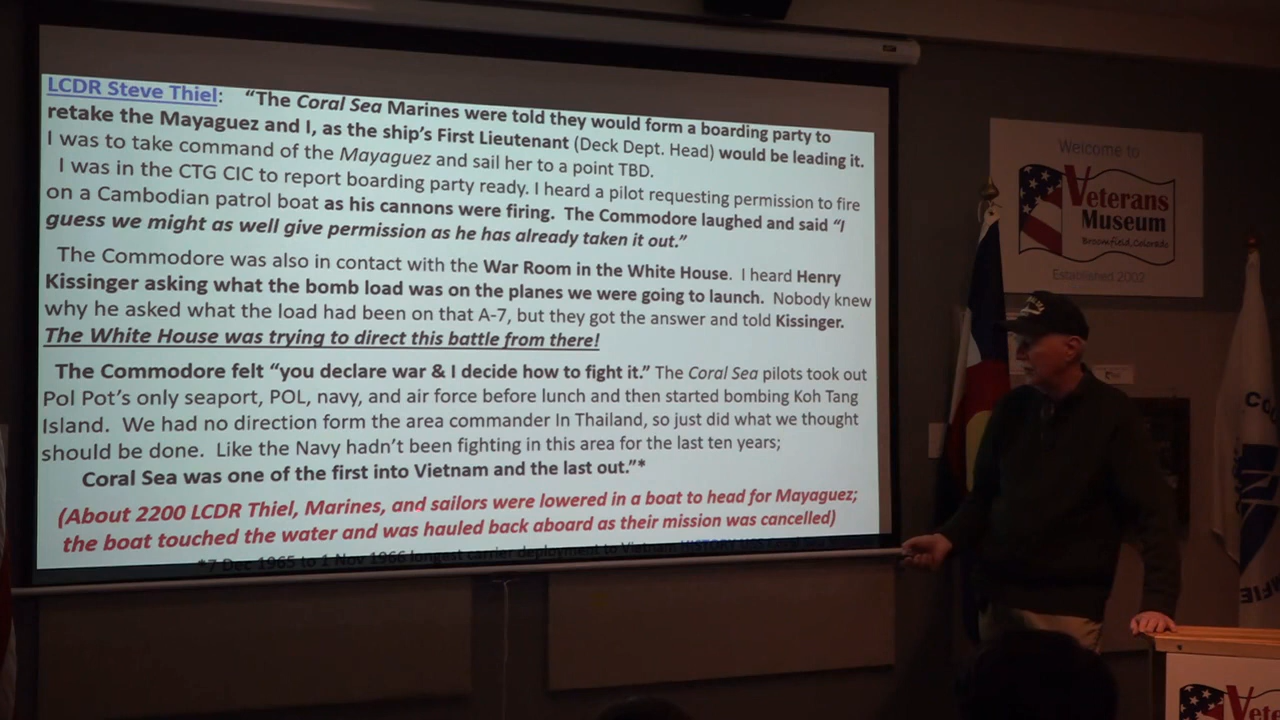 LCDR Steve Thiel: “The Coral Sea Marines were told they would form a boarding party to
retake the Mayaguez and I, as the ship’s First Lieutenant (Deck Dept. Head) would be leading it.
I was to take command of the Mayaguez and sail her to a point TBD.
I was in the CTG CIC to report boarding party ready. I heard a pilot requesting permission to fire
on a Cambodian patrol boat as his cannons were firing. The Commodore laughed and said “I
guess we might as well give permission as he has already taken it out.”
The Commodore was also in contact with the War Room in the White House. I heard Henry
Kissinger asking what the bomb load was on the planes we were going to launch. Nobody knew
why he asked what the load had been on that A-7, but they got the answer and told Kissinger.
The White House was trying to direct this battle from there!
The Commodore felt “you declare war & I decide how to fight it.” The Coral Sea pilots took out
Pol Pot’s only seaport, POL, navy, and air force before lunch and then started bombing Koh Tang
Island. We had no direction form the area commander In Thailand, so just did what we thought
should be done. Like the Navy hadn’t been fighting in this area for the last ten years;
Coral Sea was one of the first into Vietnam and the last out.”*
(About 2200 LCDR Thiel, Marines, and sailors were lowered in a boat to head for Mayaguez;
the boat touched the water and was hauled back aboard as their mission was cancelled)
*7 Dec 1965 to 1 Nov 1966 longest carrier deployment to Vietnam HISTORY USS
Welcome to
Veterans
Museum
Broomfield, Colorado
Established 2002